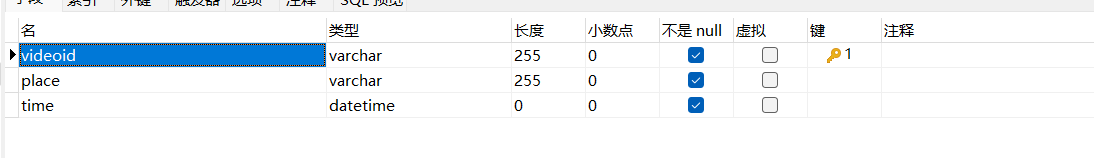 字段 索引 外键 触发器 选项 注释 SQL 预览
名 类型 长度 小数点 不是 null 虚拟 键 注释
videoid varchar 255 0 1
place varchar 255 0
time datetime 0 0